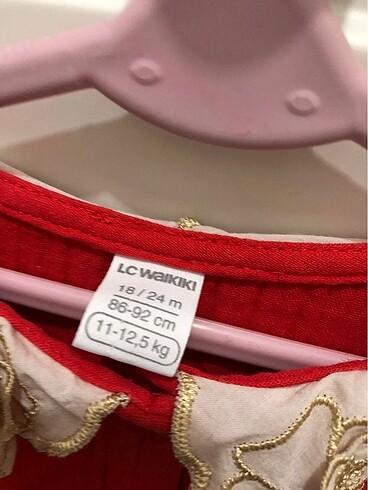 LC WAIKIKI
18 / 24 m
86-92 cm
11-12,5 kg